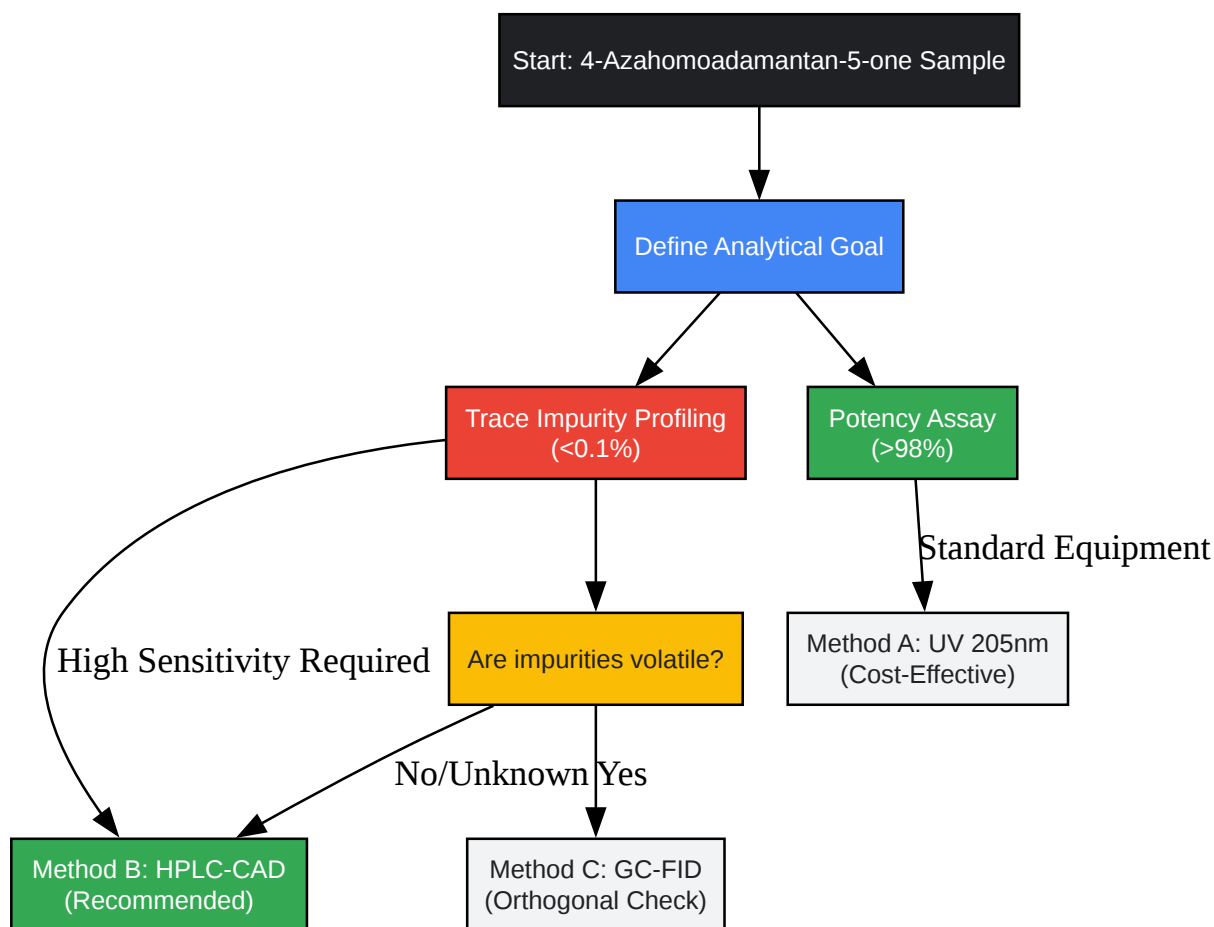 Start: 4-Azahomoadamantan-5-one Sample
Define Analytical Goal
Trace Impurity Profiling
(<0.1%)
Potency Assay
(>98%)
Standard Equipment
High Sensitivity Required
Are impurities volatile?
Method A: UV 205nm
(Cost-Effective)
No/Unknown
Yes
Method B: HPLC-CAD
(Recommended)
Method C: GC-FID
(Orthogonal Check)